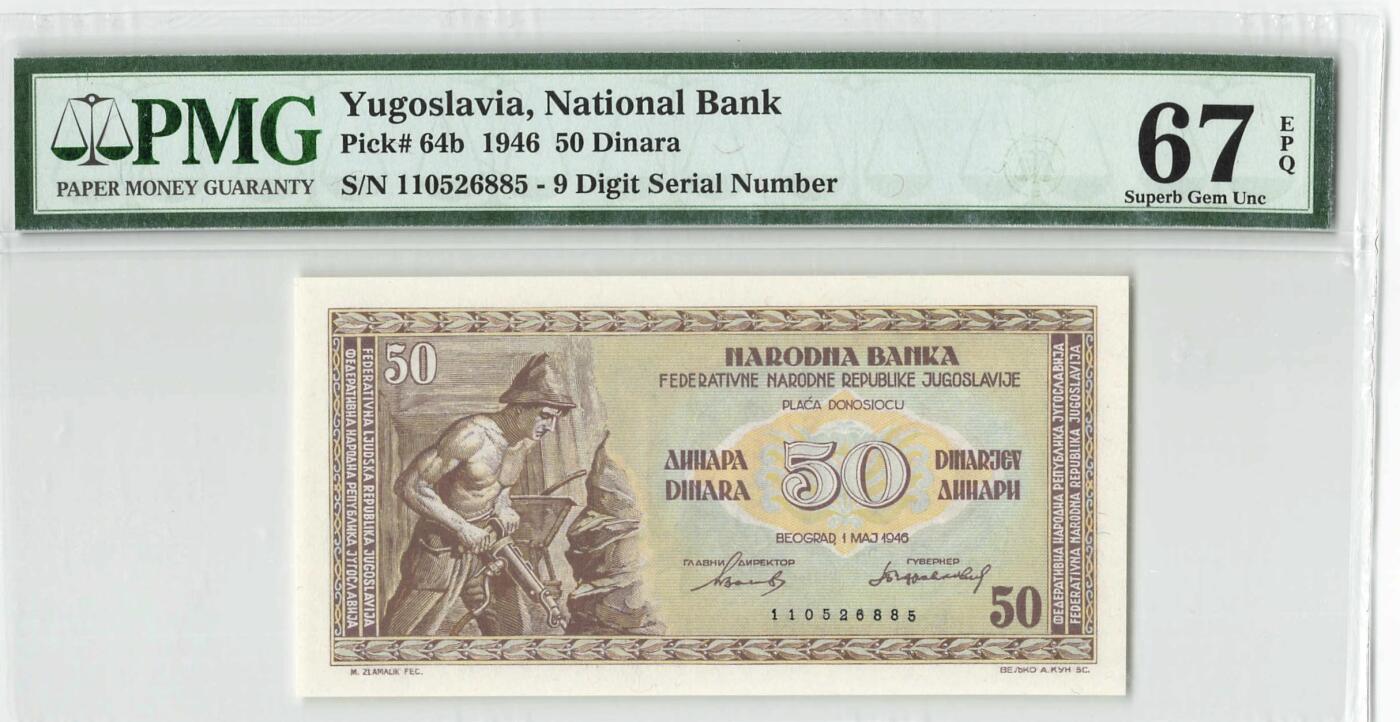 PMG
PAPER MONEY GUARANTY
Yugoslavia, National Bank
Pick# 64b 1946 50 Dinara
S/N 110526885 - 9 Digit Serial Number
67
EPQ
Superb Gem Unc
50
ФЕДЕРАТИВНА НАРОДНА РЕПУБЛИКА ЈУГОСЛАВИЈА
FEDERATIVNA LJUDSKA REPUBLIKA JUGOSLAVIJA
NARODNA BANKA
FEDERATIVNE NARODNE REPUBLIKE JUGOSLAVIJE
PLAĆA DONOSIOCU
ДИНАРА
DINARA
50
DINARJEV
ДИНАРИ
BEOGRAD, 1 MAJ 1946
ГЛАВНИ ДИРЕКТОР
ГУВЕРНЕР
110526885
50
ФЕДЕРАТИВНА НАРОДНА РЕПУБЛИКА ЈУГОСЛАВИЈА
FEDERATIVNA NARODNA REPUBLIKA JUGOSLAVIJA
M. ZLAMALIK FEC.
ВЕЉКО А. КУН SC.